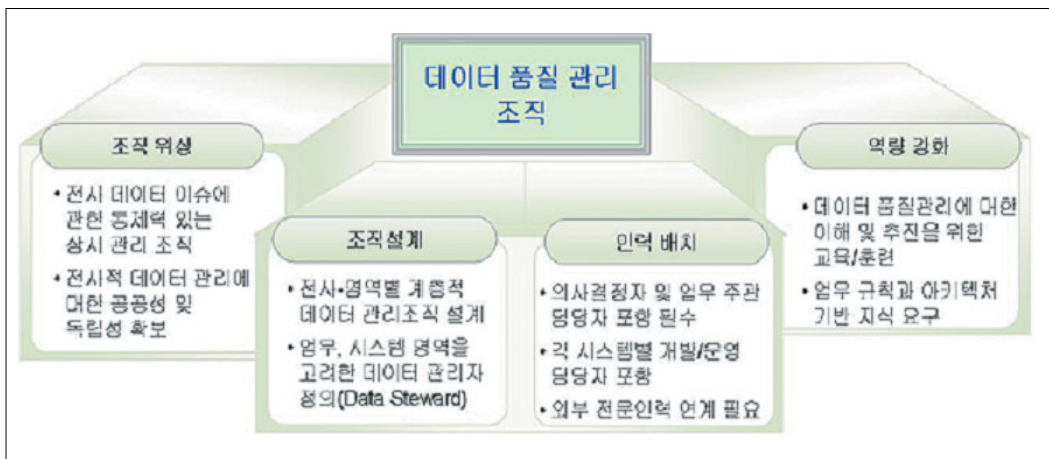 데이터 품질 관리
조직
조직 위상
• 전사 데이터 이슈에
관한 통제력 있는
상시 관리 조직
• 전사적 데이터 관리에
대한 공공성 및
독립성 확보
조직설계
• 전사•영역별 계층적
데이터 관리조직 설계
• 업무, 시스템 영역을
고려한 데이터 관리자
정의(Data Steward)
인력 배치
• 의사결정자 및 업무 주관
담당자 포함 필수
• 각 시스템별 개발/운영
담당자 포함
• 외부 전문인력 연계 필요
역량 강화
• 데이터 품질관리에 대한
이해 및 추진을 위한
교육/훈련
• 업무 규칙과 아키텍처
기반 지식 요구